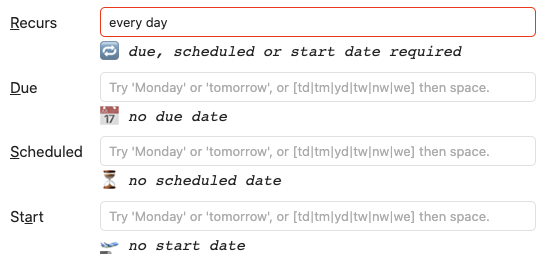 Recurs every day
🔁 due, scheduled or start date required
Due Try 'Monday' or 'tomorrow', or [td|tm|yd|tw|nw|we] then space.
📅 no due date
Scheduled Try 'Monday' or 'tomorrow', or [td|tm|yd|tw|nw|we] then space.
⏳ no scheduled date
Start Try 'Monday' or 'tomorrow', or [td|tm|yd|tw|nw|we] then space.
🛫 no start date